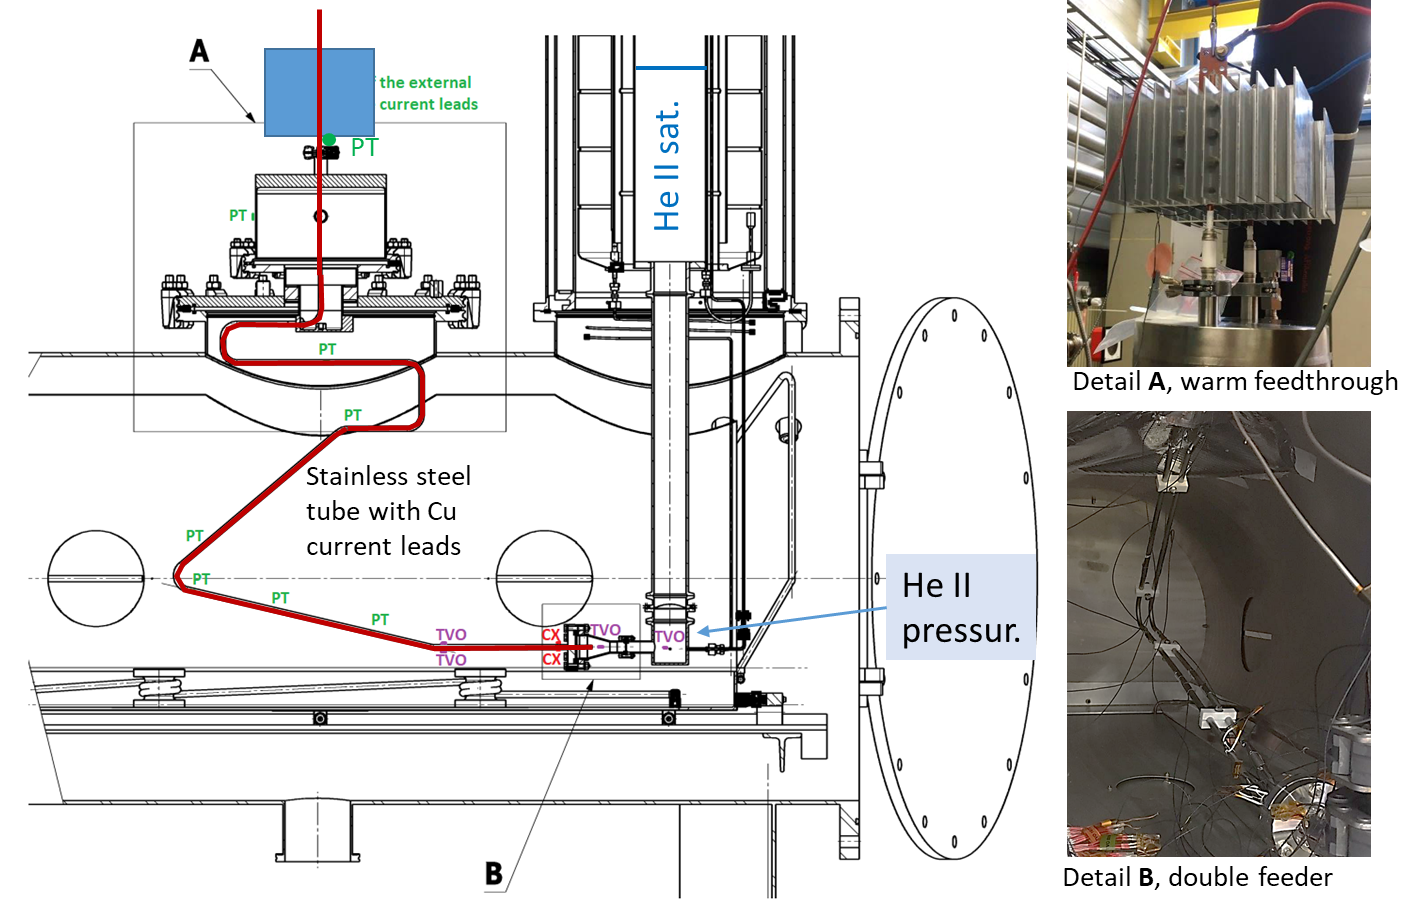 A
the external
current leads
PT
PT
He II sat.
PT
PT
Stainless steel
tube with Cu
current leads
PT
PT
PT
PT
TVO
TVO
CX
CX
TVO
TVO
He II
pressur.
B
Detail A, warm feedthrough
Detail B, double feeder